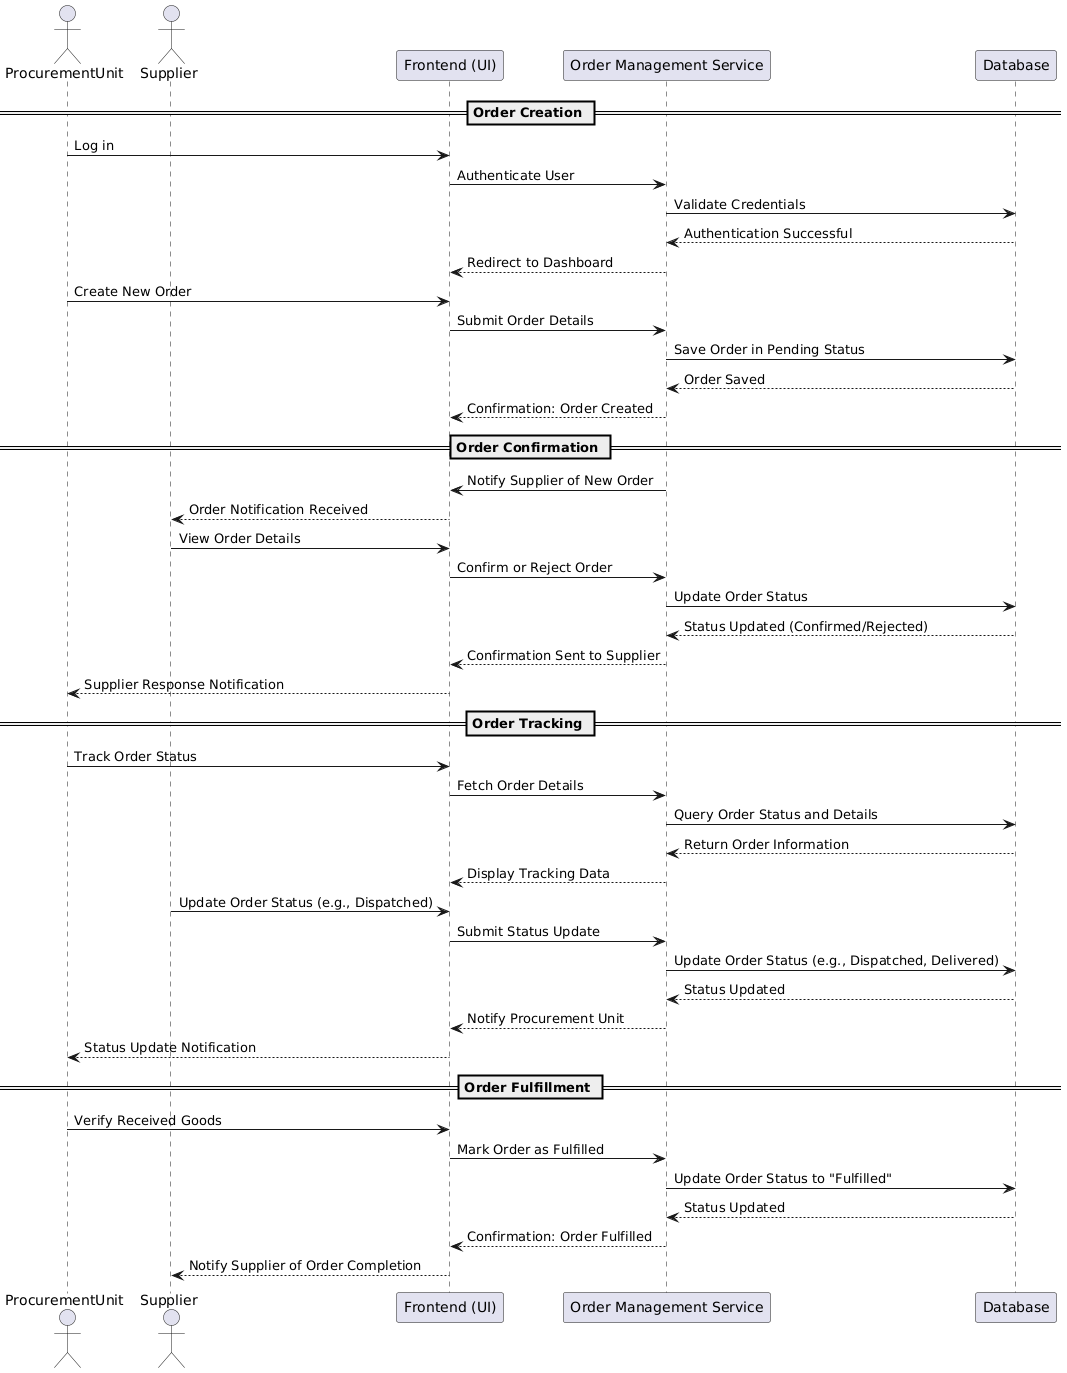 ProcurementUnit
Supplier
Frontend (UI)
Order Management Service
Database
Order Creation
Log in
Authenticate User
Validate Credentials
Authentication Successful
Redirect to Dashboard
Create New Order
Submit Order Details
Save Order in Pending Status
Order Saved
Confirmation: Order Created
Order Confirmation
Notify Supplier of New Order
Order Notification Received
View Order Details
Confirm or Reject Order
Update Order Status
Status Updated (Confirmed/Rejected)
Confirmation Sent to Supplier
Supplier Response Notification
Order Tracking
Track Order Status
Fetch Order Details
Query Order Status and Details
Return Order Information
Display Tracking Data
Update Order Status (e.g., Dispatched)
Submit Status Update
Update Order Status (e.g., Dispatched, Delivered)
Status Updated
Notify Procurement Unit
Status Update Notification
Order Fulfillment
Verify Received Goods
Mark Order as Fulfilled
Update Order Status to "Fulfilled"
Status Updated
Confirmation: Order Fulfilled
Notify Supplier of Order Completion
ProcurementUnit
Supplier
Frontend (UI)
Order Management Service
Database